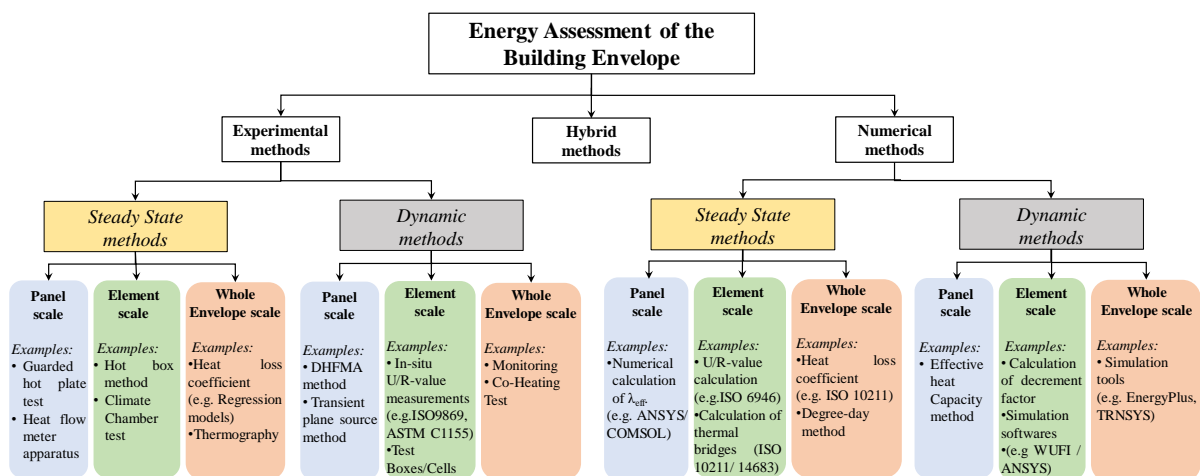 Energy Assessment of the
Building Envelope
Experimental
methods
Hybrid
methods
Numerical
methods
Steady State
methods
Dynamic
methods
Steady State
methods
Dynamic
methods
Panel
scale
Examples:
• Guarded
hot plate
test
• Heat flow
meter
apparatus
Element
scale
Examples:
• Hot box
method
• Climate
Chamber
test
Whole
Envelope scale
Examples:
•Heat loss
coefficient
(e.g. Regression
models)
•Thermography
Panel
scale
Examples:
• DHFMA
method
• Transient
plane source
method
Element
scale
Examples:
•In-situ
U/R-value
measurements
(e.g.ISO9869,
ASTM C1155)
•Test
Boxes/Cells
Whole
Envelope scale
Examples:
• Monitoring
• Co-Heating
Test
Panel
scale
Examples:
•Numerical
calculation
of λeff.
(e.g. ANSYS/
COMSOL)
Element
scale
Examples:
•U/R-value
calculation
(e.g.ISO 6946)
•Calculation of
thermal
bridges (ISO
10211/ 14683)
Whole
Envelope scale
Examples:
•Heat loss
coefficient
(e.g. ISO 10211)
•Degree-day
method
Panel
scale
Examples:
• Effective
heat
Capacity
method
Element
scale
Examples:
•Calculation
of decrement
factor
•Simulation
softwares
•(e.g WUFI /
ANSYS)
Whole
Envelope scale
Examples:
• Simulation
tools
(e.g. EnergyPlus,
TRNSYS)